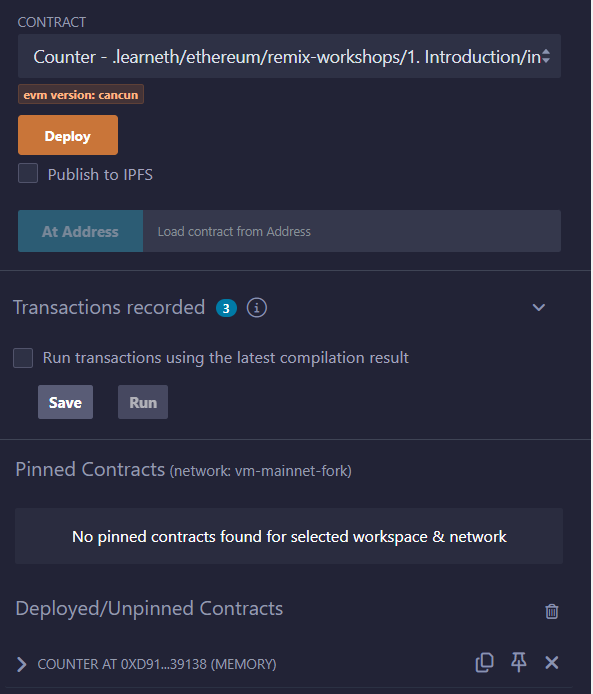 CONTRACT
Counter - .learneth/ethereum/remix-workshops/1. Introduction/in
evm version: cancun
Deploy
Publish to IPFS
At Address
Load contract from Address
Transactions recorded 3 i
Run transactions using the latest compilation result
Save Run
Pinned Contracts (network: vm-mainnet-fork)
No pinned contracts found for selected workspace & network
Deployed/Unpinned Contracts
COUNTER AT 0XD91...39138 (MEMORY)